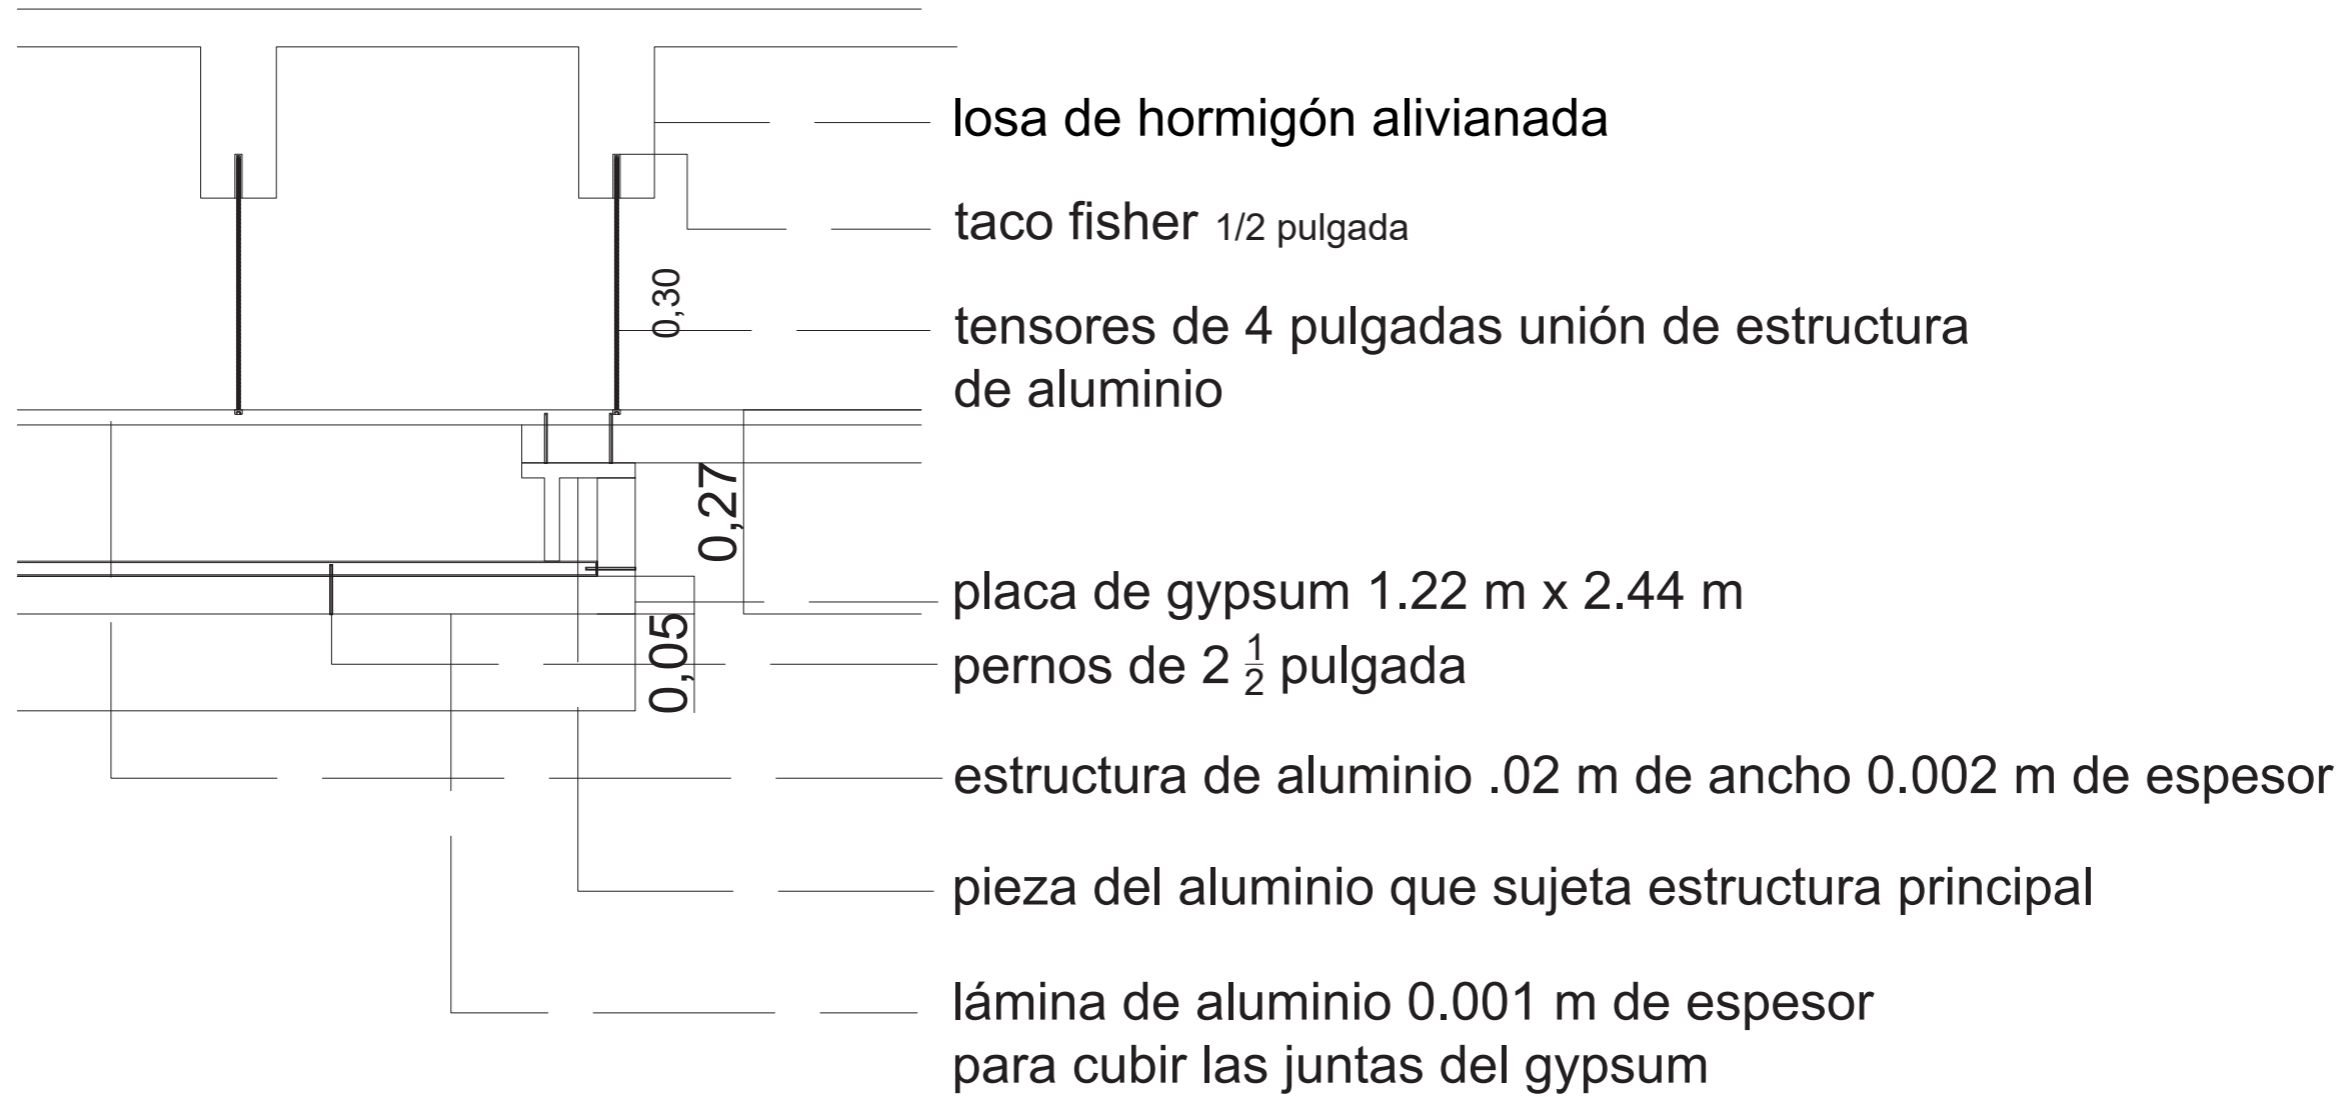 losa de hormigón alivianada
taco fisher 1/2 pulgada
0,30
tensores de 4 pulgadas unión de estructura
de aluminio
0,27
placa de gypsum 1.22 m x 2.44 m
0,05
pernos de 2 1/2 pulgada
estructura de aluminio .02 m de ancho 0.002 m de espesor
pieza del aluminio que sujeta estructura principal
lámina de aluminio 0.001 m de espesor
para cubir las juntas del gypsum